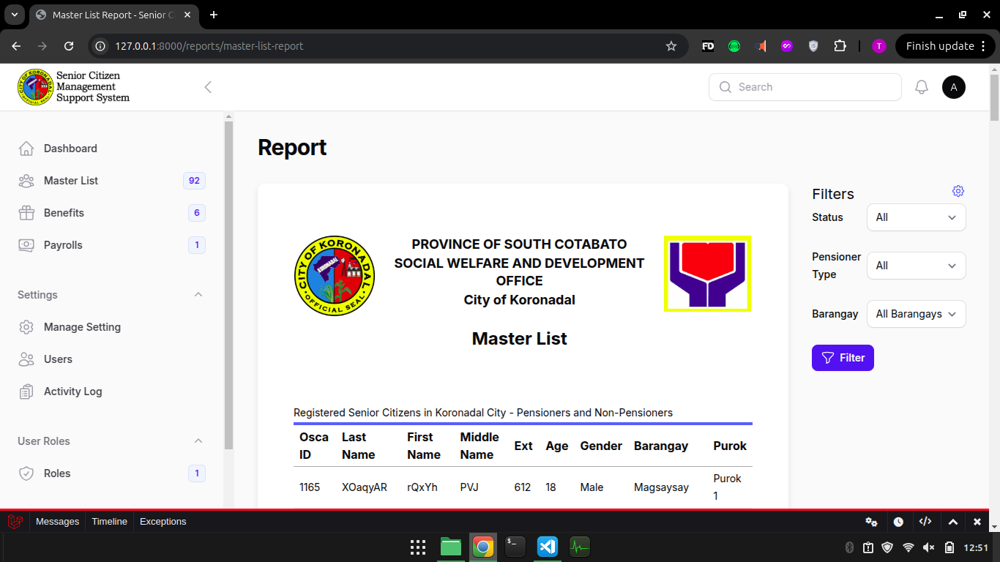 Master List Report - Senior C
127.0.0.1:8000/reports/master-list-report
FD
T
Finish update
CITY OF KORONADAL
OFFICIAL SEAL
Senior Citizen
Management
Support System
Search
A
Dashboard
Master List 92
Benefits 6
Payrolls 1
Settings
Manage Setting
Users
Activity Log
User Roles
Roles 1
Report
CITY OF KORONADAL
KORONADAL
OFFICIAL SEAL
PROVINCE OF SOUTH COTABATO
SOCIAL WELFARE AND DEVELOPMENT
OFFICE
City of Koronadal
Master List
Registered Senior Citizens in Koronadal City - Pensioners and Non-Pensioners
Osca ID Last Name First Name Middle Name Ext Age Gender Barangay Purok
1165 XOaqyAR rQxYh PVJ 612 18 Male Magsaysay Purok 1
Filters
Status All
Pensioner Type All
Barangay All Barangays
Filter
Messages Timeline Exceptions
12:51